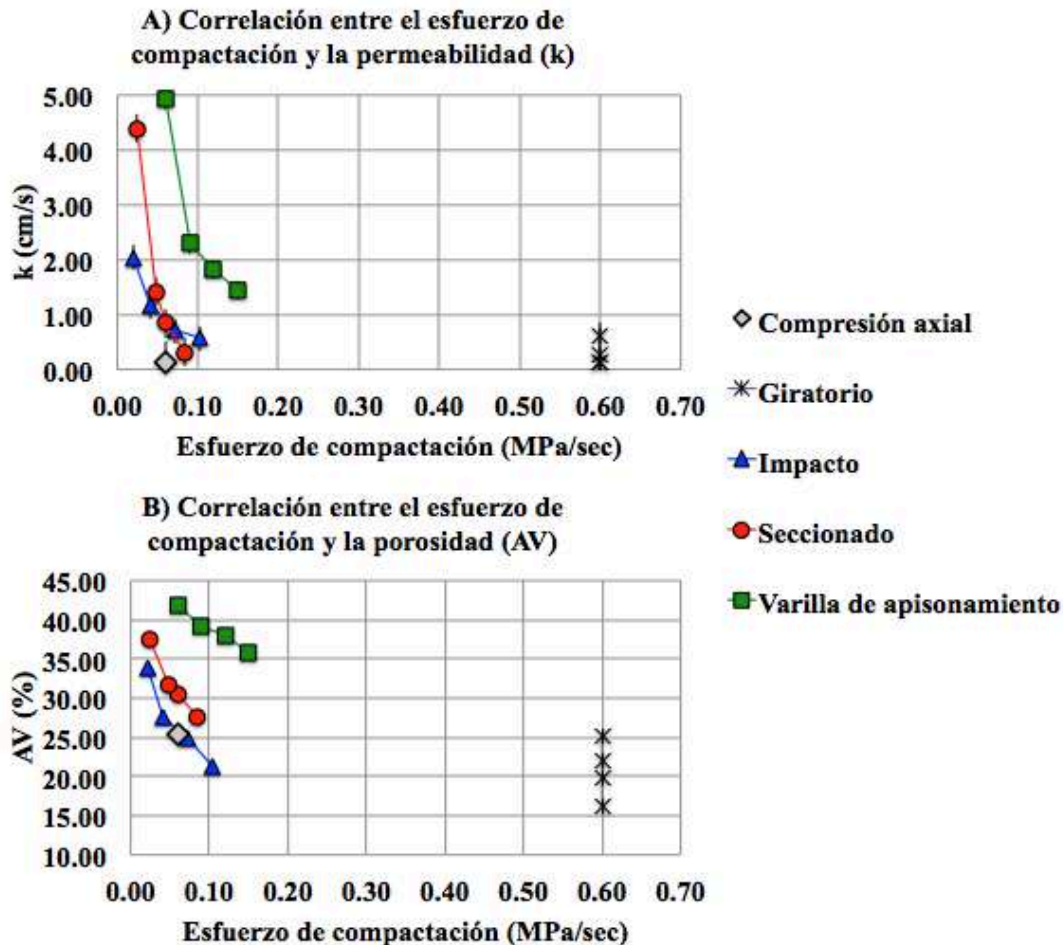 A) Correlación entre el esfuerzo de
compactación y la permeabilidad (k)
5.00
4.00
3.00
2.00
1.00
0.00
k (cm/s)
0.00 0.10 0.20 0.30 0.40 0.50 0.60 0.70
Esfuerzo de compactación (MPa/sec)
Compresión axial
Giratorio
Impacto
Seccionado
Varilla de apisonamiento
B) Correlación entre el esfuerzo de
compactación y la porosidad (AV)
45.00
40.00
35.00
30.00
25.00
20.00
15.00
10.00
AV (%)
0.00 0.10 0.20 0.30 0.40 0.50 0.60 0.70
Esfuerzo de compactación (MPa/sec)